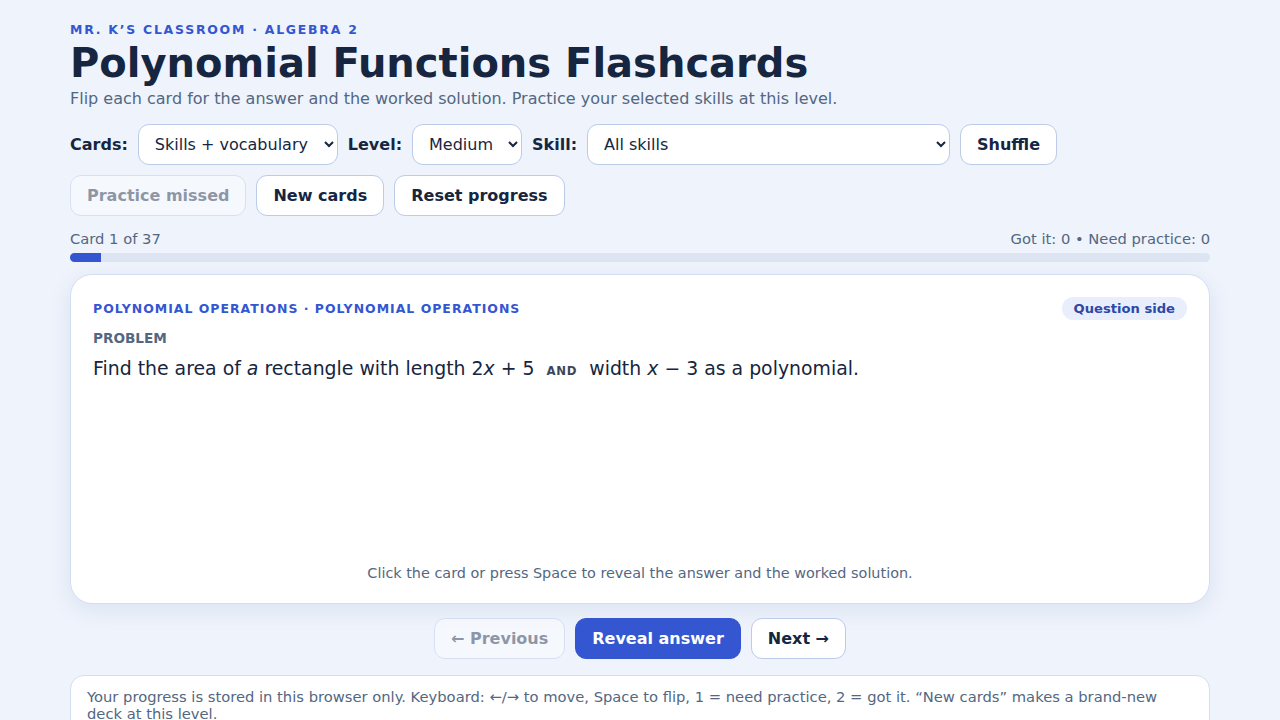 MR. K’S CLASSROOM · ALGEBRA 2
Polynomial Functions Flashcards
Flip each card for the answer and the worked solution. Practice your selected skills at this level.
Cards: Skills + vocabulary Level: Medium Skill: All skills Shuffle
Practice missed New cards Reset progress
Card 1 of 37 Got it: 0 • Need practice: 0
POLYNOMIAL OPERATIONS · POLYNOMIAL OPERATIONS Question side
PROBLEM
Find the area of a rectangle with length 2x + 5 AND width x − 3 as a polynomial.
Click the card or press Space to reveal the answer and the worked solution.
← Previous Reveal answer Next →
Your progress is stored in this browser only. Keyboard: ←/→ to move, Space to flip, 1 = need practice, 2 = got it. “New cards” makes a brand-new
deck at this level.